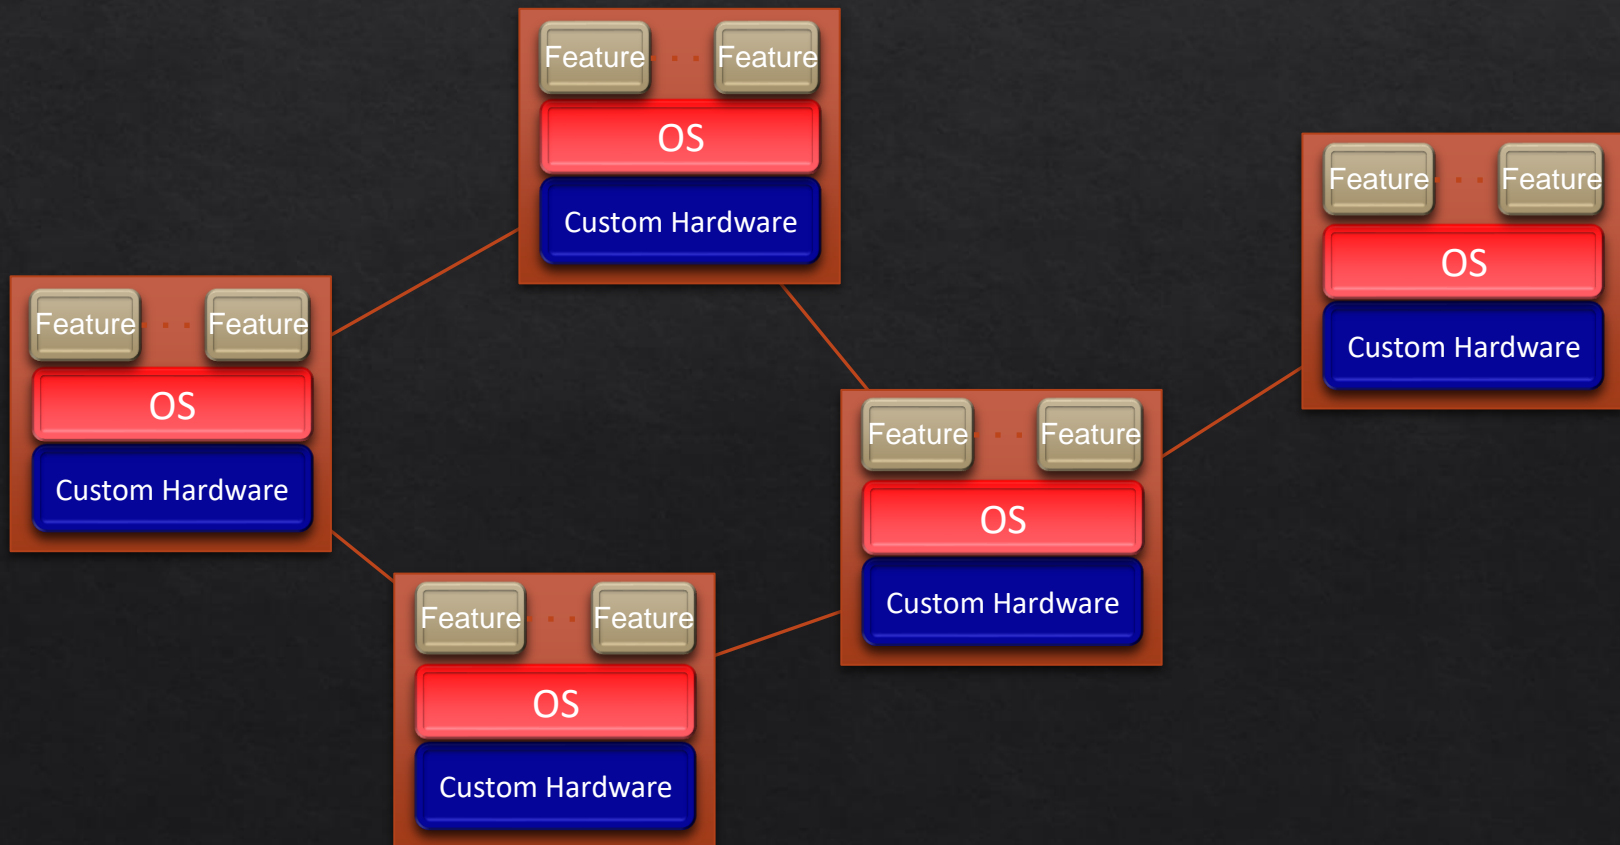 Feature . . . Feature
OS
Custom Hardware
Feature . . . Feature
OS
Custom Hardware
Feature . . . Feature
OS
Custom Hardware
Feature . . . Feature
OS
Custom Hardware
Feature . . . Feature
OS
Custom Hardware